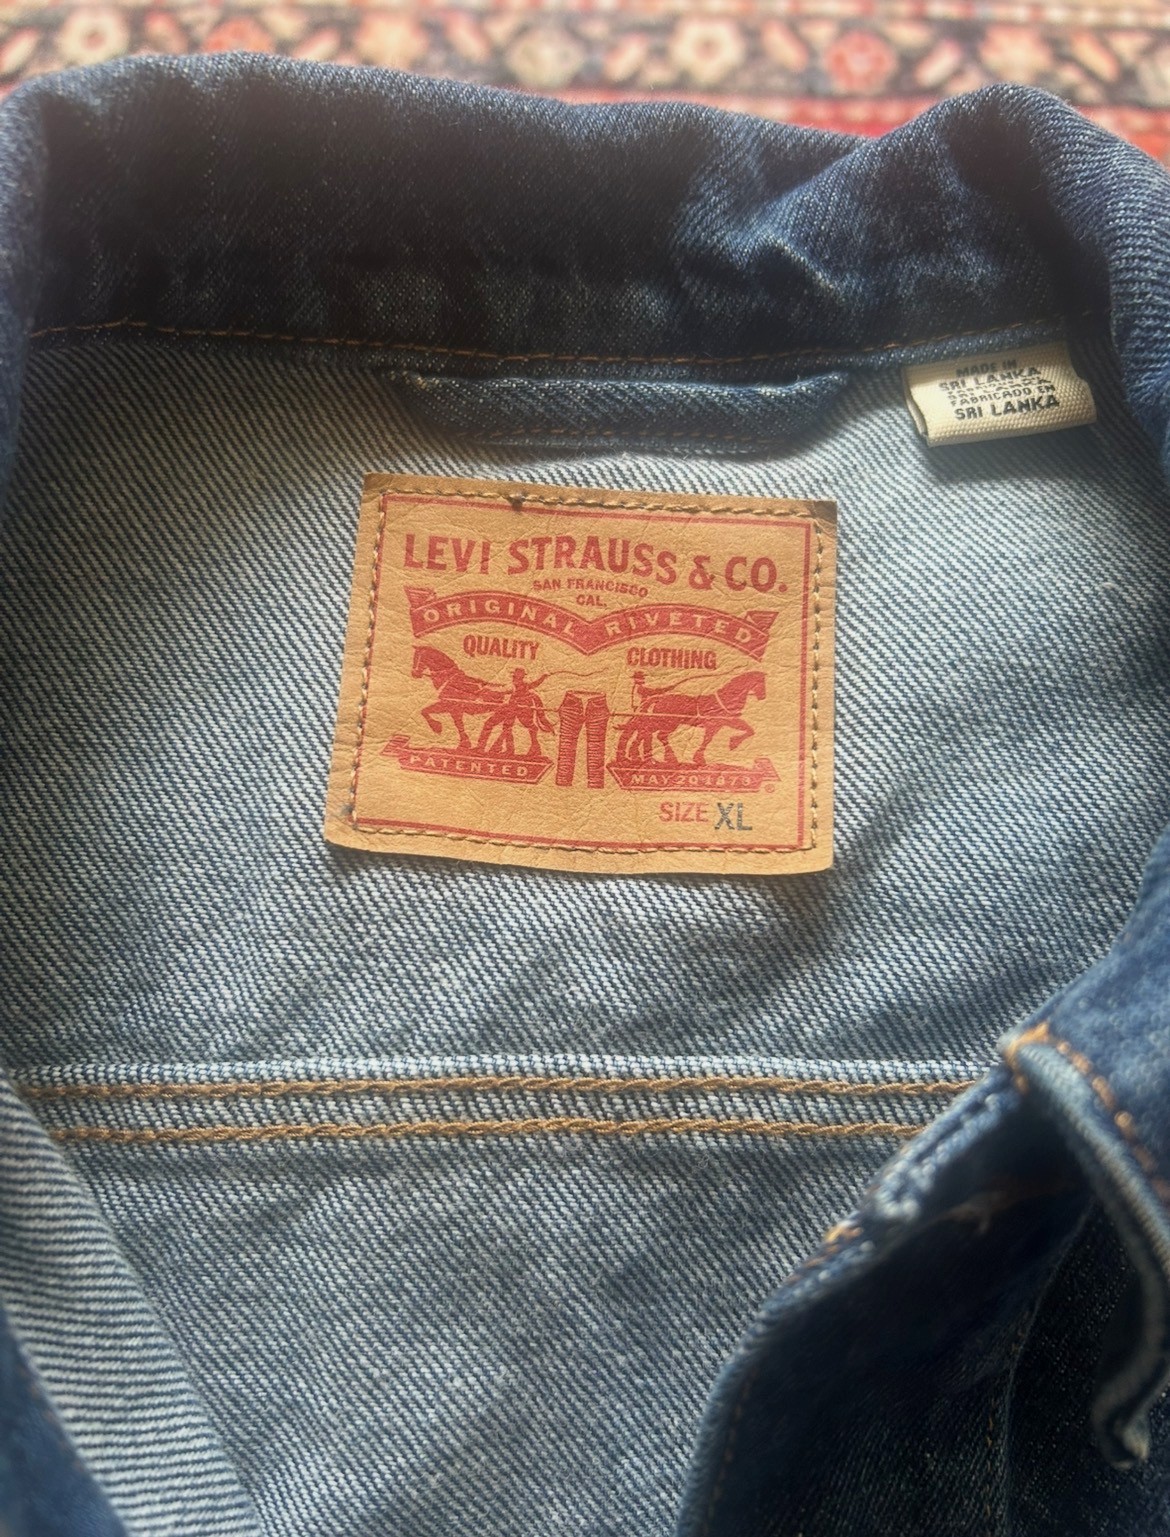 LEVI STRAUSS & CO.
SAN FRANCISCO
CAL.
ORIGINAL RIVETED
QUALITY CLOTHING
PATENTED MAY 20 1873
®
SIZE XL
MADE IN
SRI LANKA
FABRICADO EN
SRI LANKA